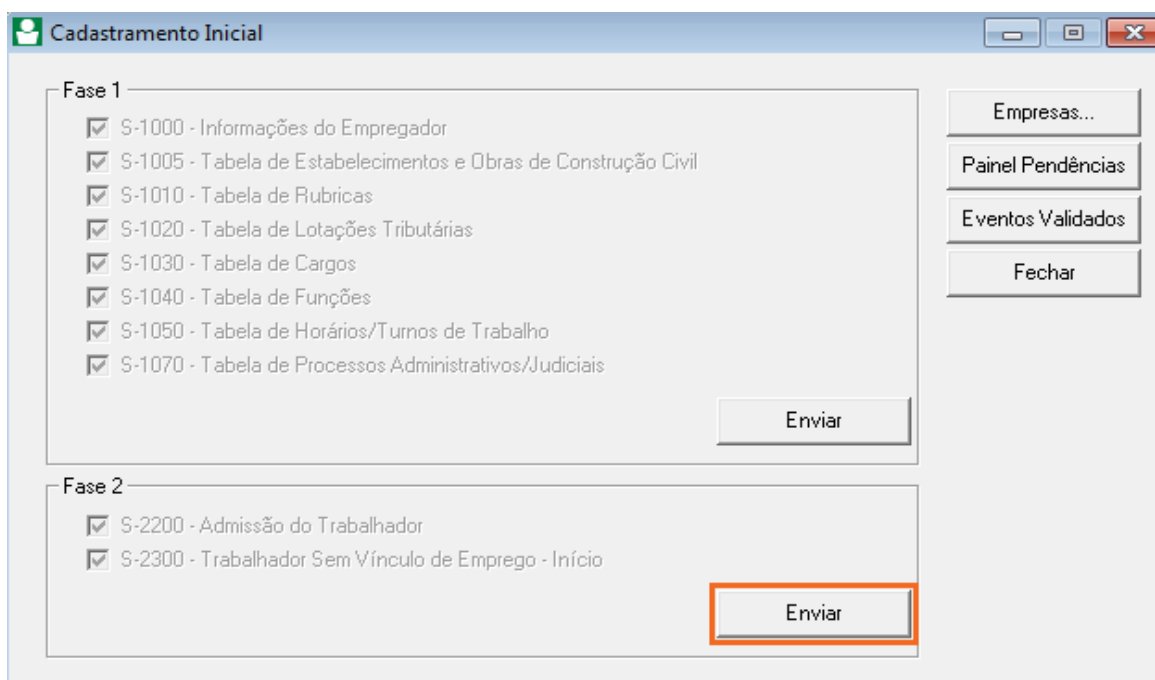 Cadastramento Inicial
Fase 1
S-1000 - Informações do Empregador
S-1005 - Tabela de Estabelecimentos e Obras de Construção Civil
S-1010 - Tabela de Rubricas
S-1020 - Tabela de Lotações Tributárias
S-1030 - Tabela de Cargos
S-1040 - Tabela de Funções
S-1050 - Tabela de Horários/Turnos de Trabalho
S-1070 - Tabela de Processos Administrativos/Judiciais
Enviar
Fase 2
S-2200 - Admissão do Trabalhador
S-2300 - Trabalhador Sem Vínculo de Emprego - Início
Enviar
Empresas...
Painel Pendências
Eventos Validados
Fechar